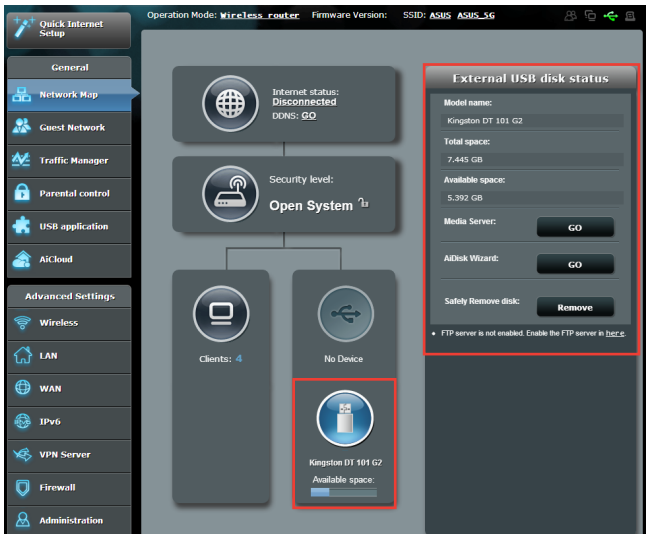 Quick Internet
Setup
Operation Mode: Wireless router Firmware Version: SSID: ASUS ASUS_5G
General
Network Map
Guest Network
Traffic Manager
Parental control
USB application
AiCloud
Advanced Settings
Wireless
LAN
WAN
IPv6
VPN Server
Firewall
Administration
Internet status:
Disconnected
DDNS: GO
Security level:
Open System
Clients: 4
No Device
Kingston DT 101 G2
Available space:
External USB disk status
Model name:
Kingston DT 101 G2
Total space:
7.445 GB
Available space:
5.392 GB
Media Server: GO
AiDisk Wizard: GO
Safely Remove disk: Remove
• FTP server is not enabled. Enable the FTP server in here.